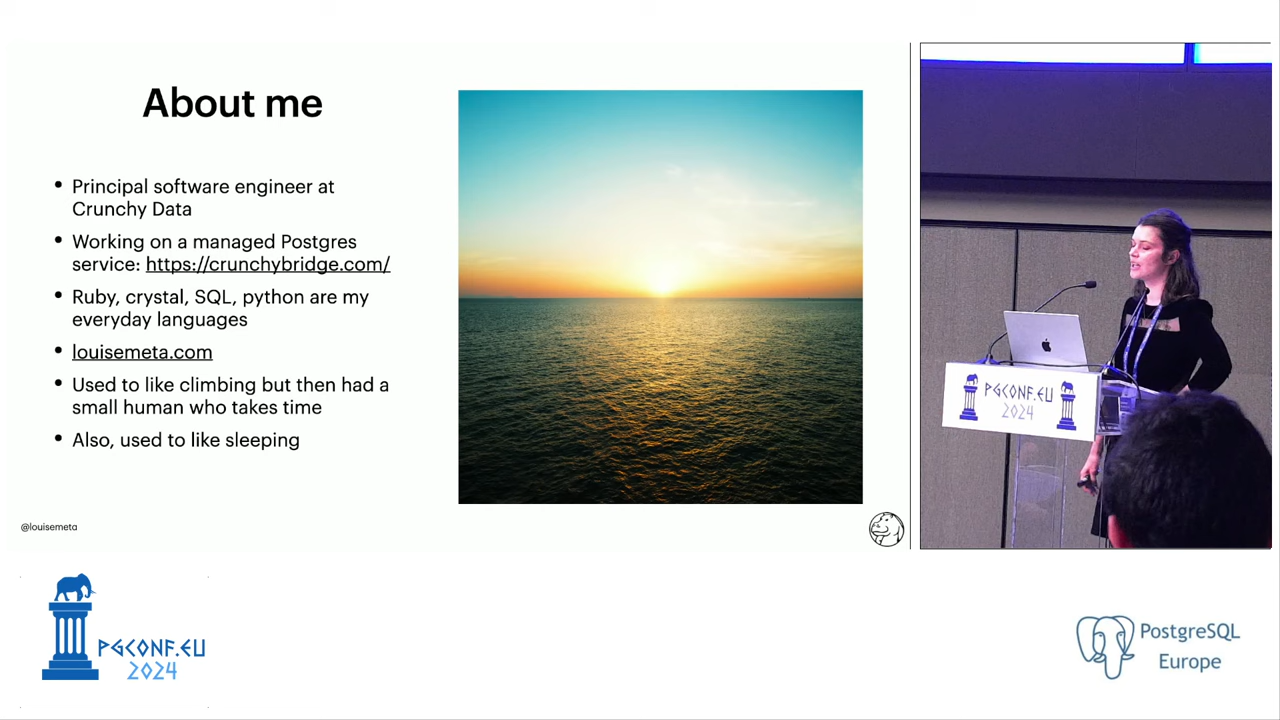 About me
• Principal software engineer at
Crunchy Data
• Working on a managed Postgres
service: https://crunchybridge.com/
• Ruby, crystal, SQL, python are my
everyday languages
• louisemeta.com
• Used to like climbing but then had a
small human who takes time
• Also, used to like sleeping
@louisemeta
PGCONF.EU
2024
PGCONF.EU
2024
PostgreSQL
Europe